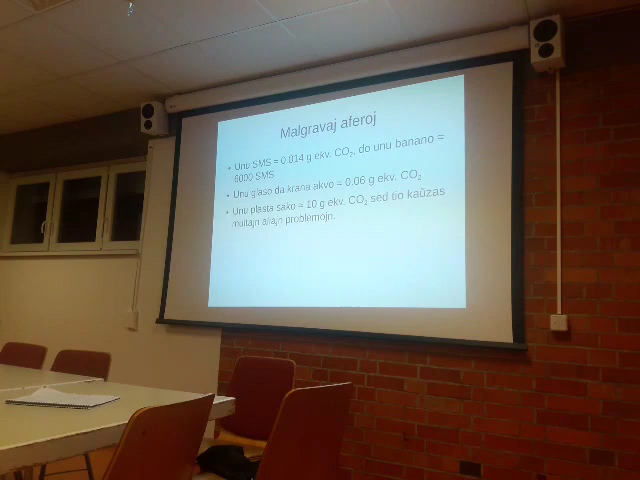 Malgravaj aferoj
• Unu SMS = 0.014 g ekv. CO₂, do unu banano =
6000 SMS
• Unu glaso da krana akvo = 0,06 g ekv. CO₂
• Unu plasta sako = 10 g ekv. CO₂ sed tio kaŭzas
multajn aliajn problemojn.